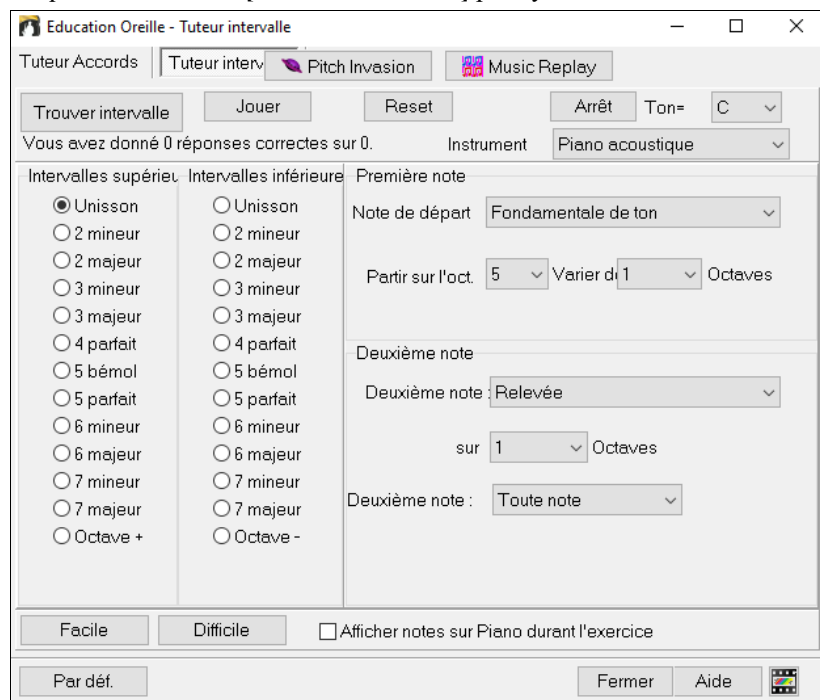 Education Oreille - Tuteur intervalle
Tuteur Accords Tuteur interv Pitch Invasion Music Replay
Trouver intervalle Jouer Reset Arrêt Ton= C
Vous avez donné 0 réponses correctes sur 0. Instrument Piano acoustique
Intervalles supérieu Intervalles inférieure Première note
Unisson Unisson Note de départ Fondamentale de ton
2 mineur 2 mineur
2 majeur 2 majeur
3 mineur 3 mineur Partir sur l'oct. 5 Varier d 1 Octaves
3 majeur 3 majeur
4 parfait 4 parfait Deuxième note
5 bémol 5 bémol
5 parfait 5 parfait Deuxième note : Relevée
6 mineur 6 mineur
6 majeur 6 majeur sur 1 Octaves
7 mineur 7 mineur
7 majeur 7 majeur Deuxième note : Toute note
Octave + Octave -
Facile Difficile Afficher notes sur Piano durant l'exercice
Par déf. Fermer Aide